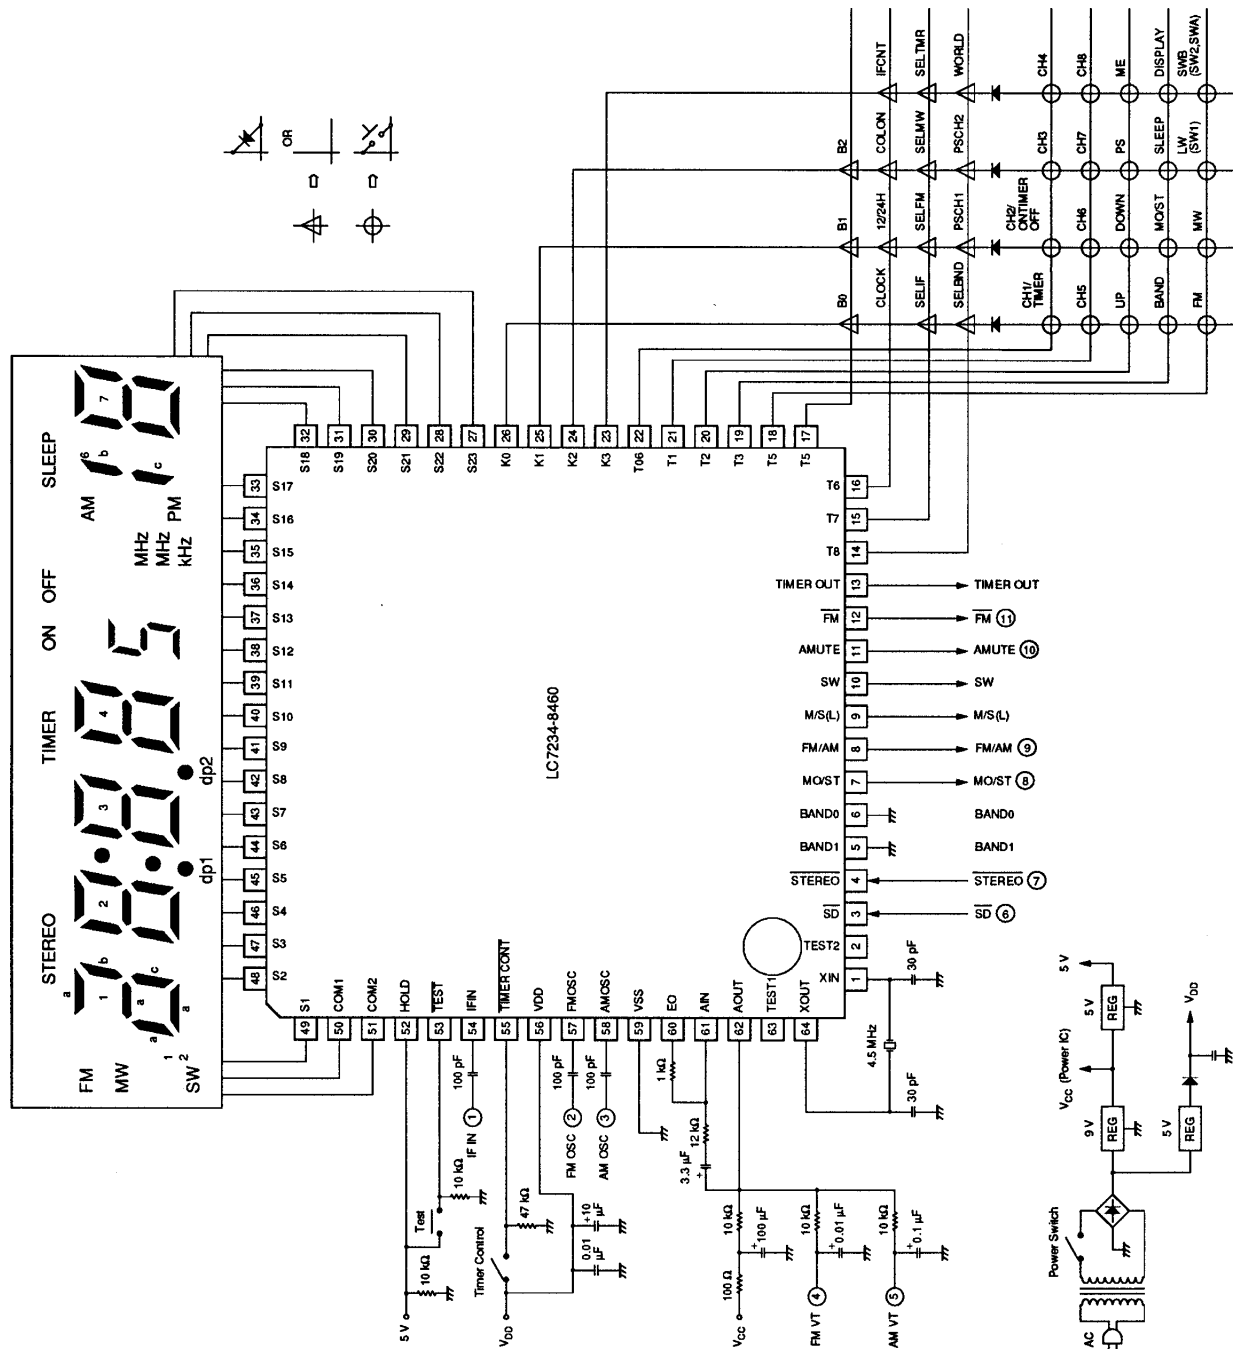 STEREO
TIMER
ON
OFF
SLEEP
FM
MW
SW
1
2
a
1
b
a
a
c
a
2
3
4
dp1
dp2
MHz
MHz
kHz
AM
PM
6
b
c
7
OR
LC7234-8460
S1 49
COM1 50
COM2 51
HOLD 52
TEST 53
IFIN 54
TIMER CONT 55
VDD 56
FMOSC 57
AMOSC 58
VSS 59
EO 60
AIN 61
AOUT 62
TEST1 63
XOUT 64
48 S2
47 S3
46 S4
45 S5
44 S6
43 S7
42 S8
41 S9
40 S10
39 S11
38 S12
37 S13
36 S14
35 S15
34 S16
33 S17
32 S18
31 S19
30 S20
29 S21
28 S22
27 S23
26 K0
25 K1
24 K2
23 K3
22 T06
21 T1
20 T2
19 T3
18 T5
17 T5
T6 16
T7 15
T8 14
TIMER OUT 13 TIMER OUT
FM 12 FM 11
AMUTE 11 AMUTE 10
SW 10 SW
M/S(L) 9 M/S(L)
FM/AM 8 FM/AM 9
MO/ST 7 MO/ST 8
BAND0 6 BAND0
BAND1 5 BAND1
STEREO 4 STEREO 7
SD 3 SD 6
TEST2 2
XIN 1
B0
B1
B2
CLOCK
12/24H
COLON
IFCNT
SELIF
SELFM
SELMW
SELTMR
SELBND
PSCH1
PSCH2
WORLD
CH1/
TIMER
CH2/
ONTIMER
OFF
CH3
CH4
CH5
CH6
CH7
CH8
UP
DOWN
PS
ME
BAND
MO/ST
SLEEP
DISPLAY
FM
MW
LW
(SW1)
SWB
(SW2,SWA)
5 V
10 kΩ
Test
10 kΩ
100 pF
IF IN 1
VDD
Timer Control
47 kΩ
0.01
µF
+10
µF
100 pF
FM OSC 2
100 pF
AM OSC 3
1 kΩ
12 kΩ
3.3 µF
+
VCC
100 Ω
10 kΩ
+
100 µF
FM VT 4
10 kΩ
+
0.01 µF
AM VT 5
10 kΩ
+
0.1 µF
4.5 MHz
30 pF
30 pF
AC
Power Switch
9 V
REG
VCC (Power IC)
5 V
REG
5 V
5 V
REG
VDD